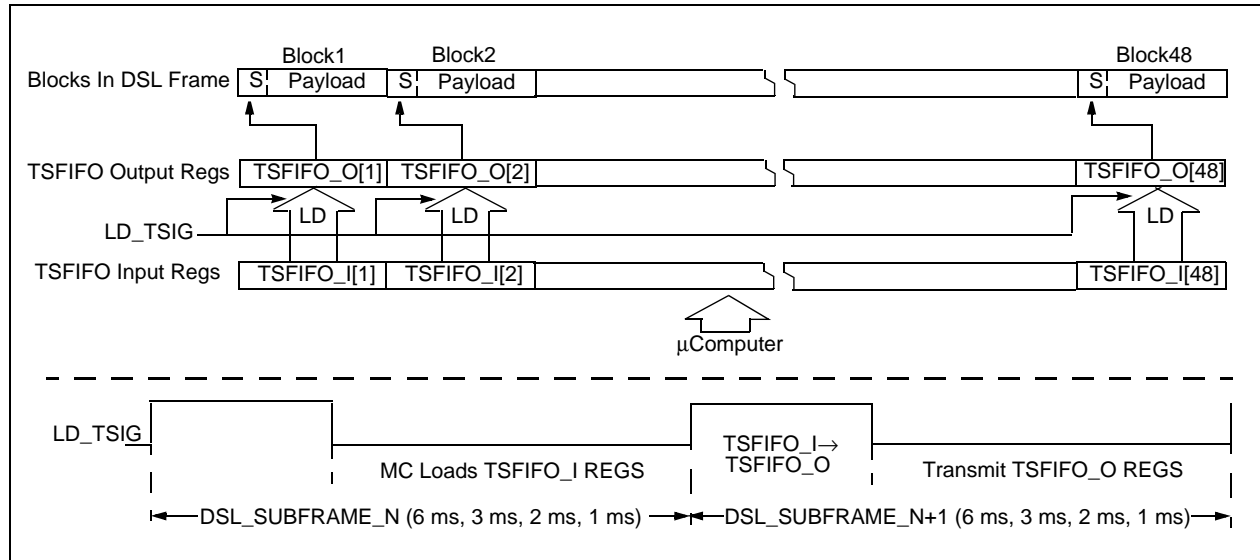 Block1 Block2 Block48
Blocks In DSL Frame S Payload S Payload S Payload
TSFIFO Output Regs TSFIFO_O[1] TSFIFO_O[2] TSFIFO_O[48]
LD LD LD
LD_TSIG
TSFIFO Input Regs TSFIFO_I[1] TSFIFO_I[2] TSFIFO_I[48]
μComputer
LD_TSIG
TSFIFO_I→
TSFIFO_O
MC Loads TSFIFO_I REGS Transmit TSFIFO_O REGS
DSL_SUBFRAME_N (6 ms, 3 ms, 2 ms, 1 ms) DSL_SUBFRAME_N+1 (6 ms, 3 ms, 2 ms, 1 ms)